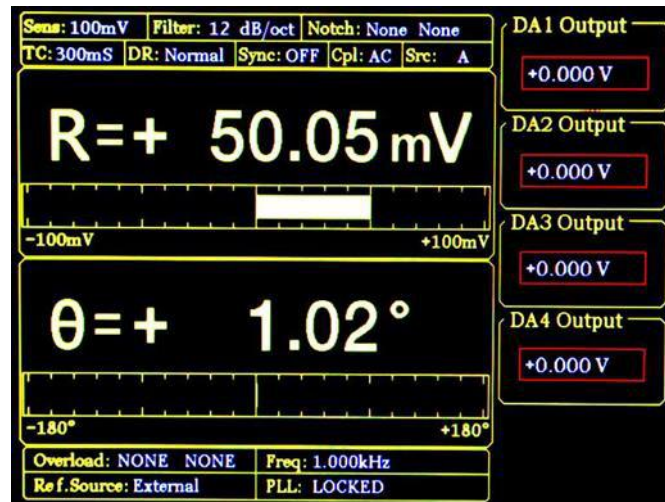 Sens: 100mV Filter: 12 dB/oct Notch: None None
TC: 300mS DR: Normal Sync: OFF Cpl: AC Src: A
R=+ 50.05 mV
-100mV +100mV
θ=+ 1.02°
-180° +180°
Overload: NONE NONE Freq: 1.000kHz
Ref.Source: External PLL: LOCKED
DA1 Output
+0.000 V
DA2 Output
+0.000 V
DA3 Output
+0.000 V
DA4 Output
+0.000 V